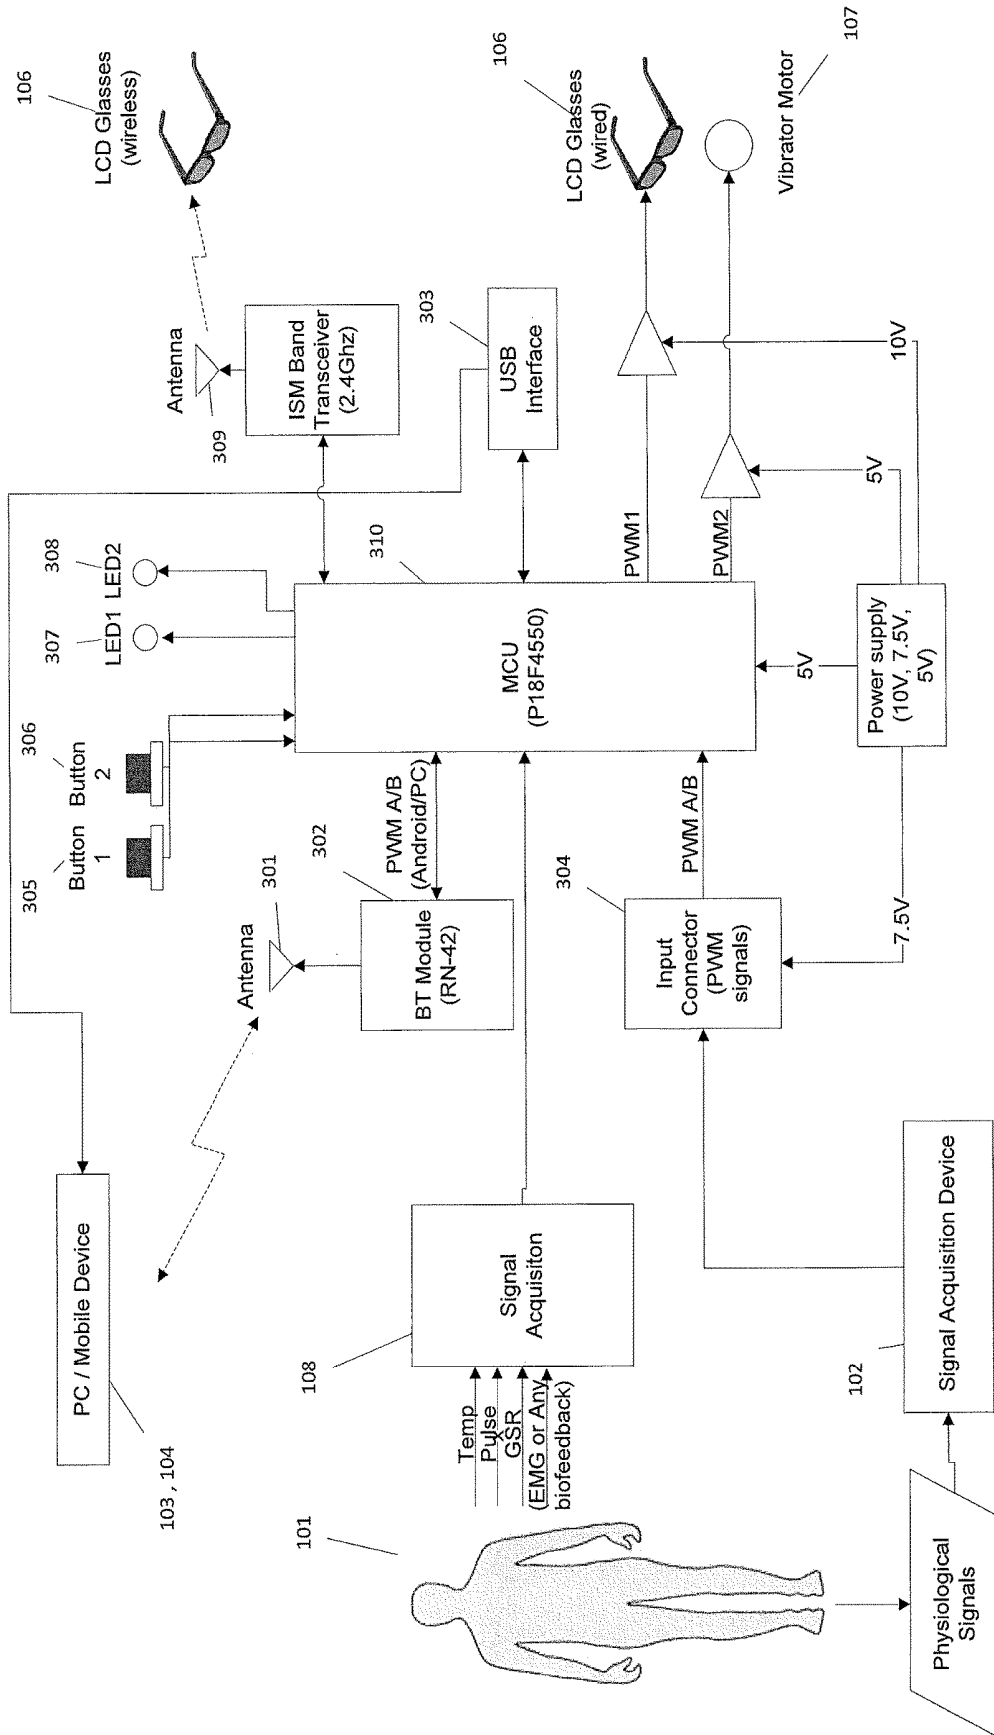 106
LCD Glasses
(wireless)
Antenna
309
ISM Band
Transceiver
(2.4Ghz)
303
USB
Interface
106
LCD Glasses
(wired)
107
Vibrator Motor
308
LED2
307
LED1
306
Button
2
305
Button
1
310
MCU
(P18F4550)
PWM1
PWM2
10V
5V
5V
Power supply
(10V, 7.5V,
5V)
7.5V
301
Antenna
302
BT Module
(RN-42)
PWM A/B
(Android/PC)
304
Input
Connector
(PWM
signals)
PWM A/B
PC / Mobile Device
103 , 104
108
Signal
Acquisiton
Temp
Pulse
GSR
(EMG or Any
biofeedback)
101
102
Signal Acquisition Device
Physiological
Signals